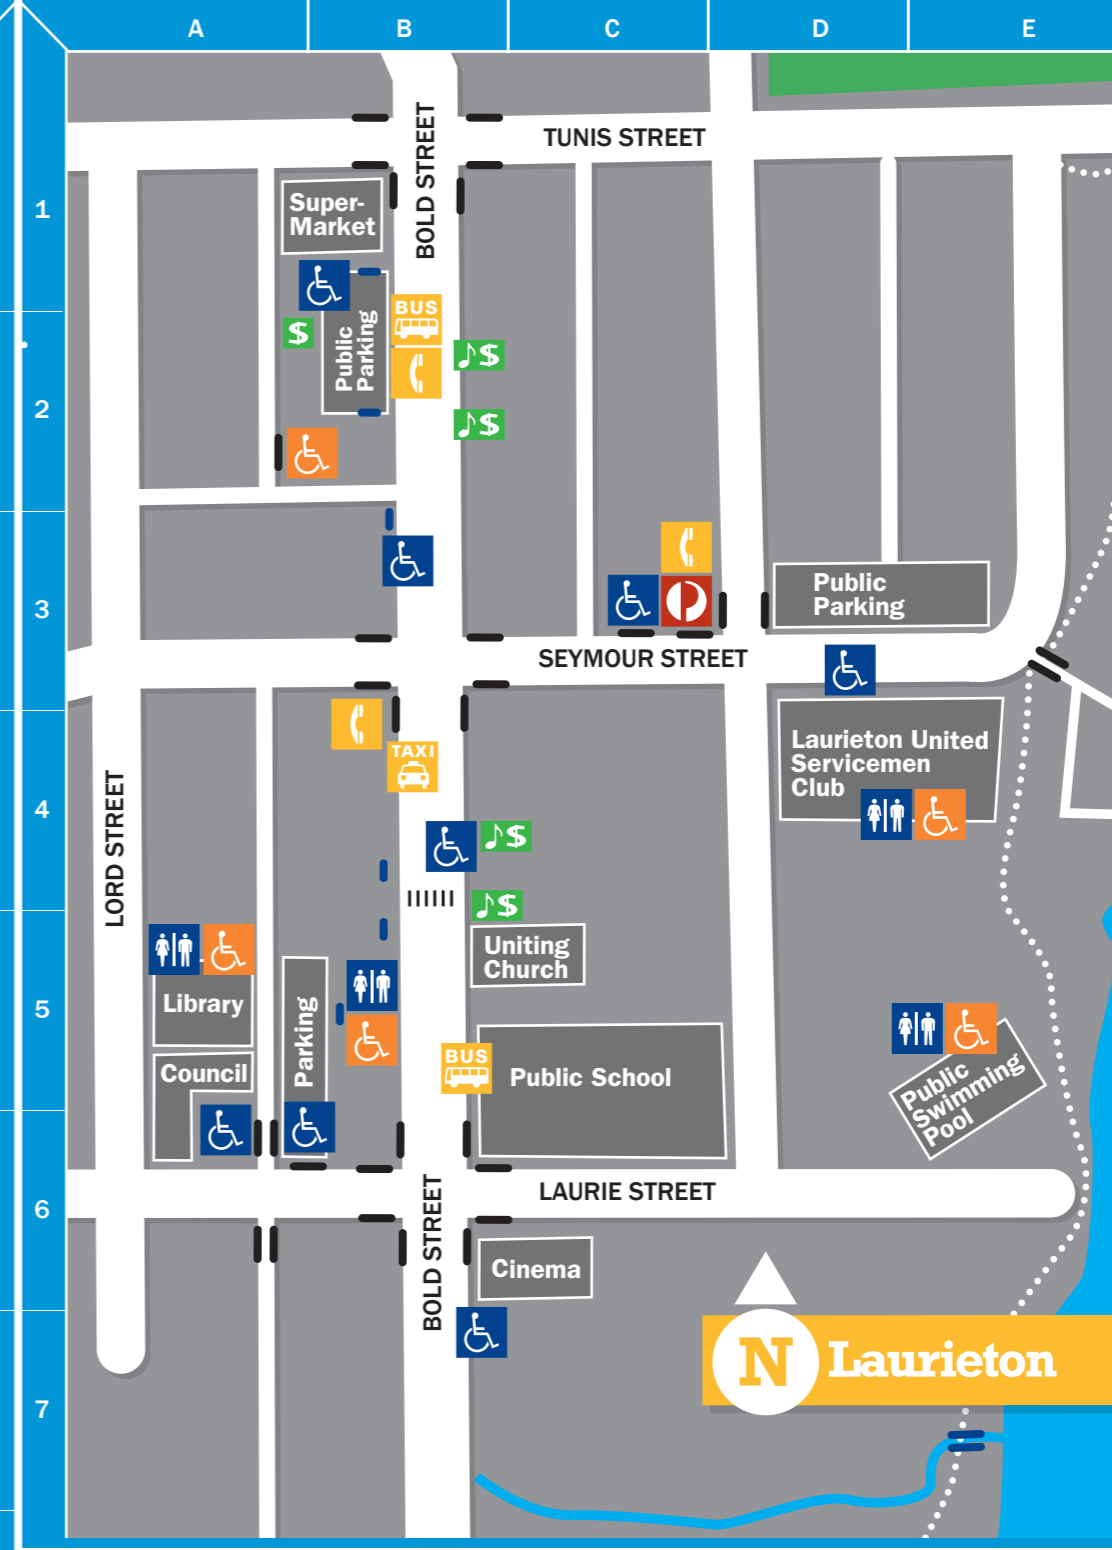 A
B
C
D
E
BOLD STREET
TUNIS STREET
1
Super-
Market
BUS
$
Public
Parking
$
2
$
3
Public
Parking
SEYMOUR STREET
TAXI
Laurieton United
Servicemen
Club
4
LORD STREET
$
$
Uniting
Church
Library
5
Parking
BUS
Council
Public School
Public
Swimming
Pool
LAURIE STREET
6
BOLD STREET
Cinema
N
Laurieton
7